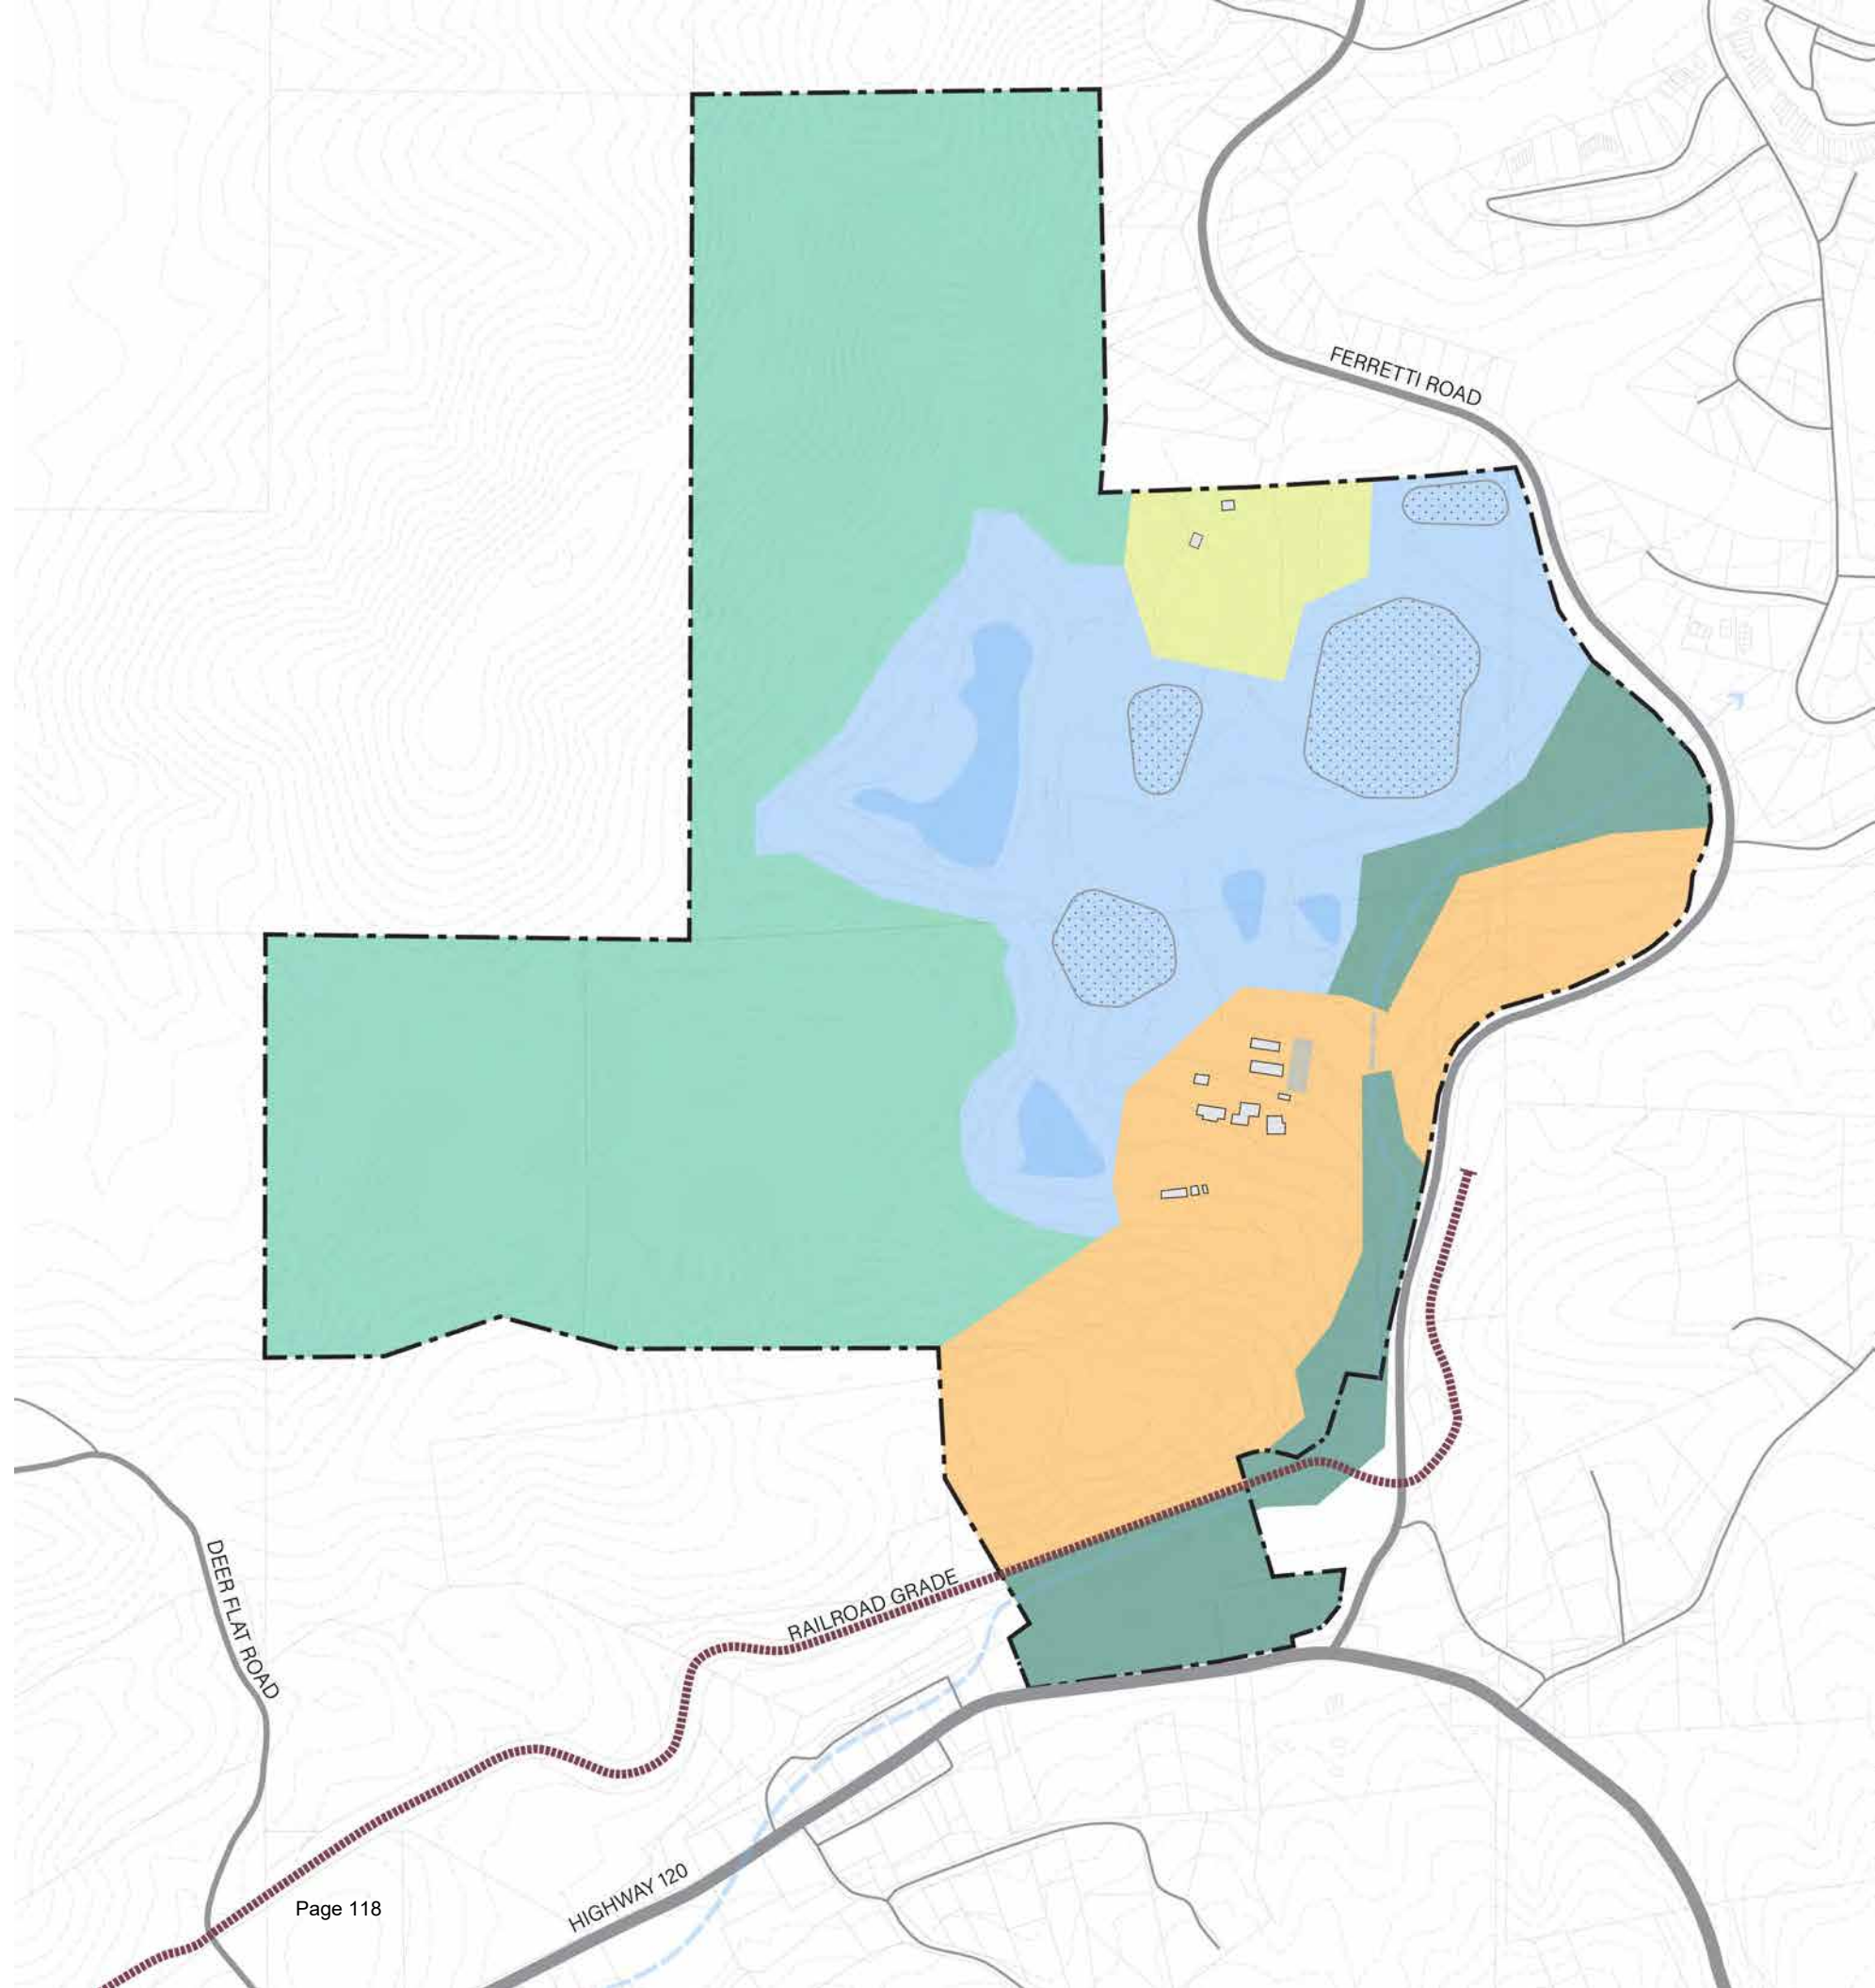 FERRETTI ROAD
DEER FLAT ROAD
RAILROAD GRADE
HIGHWAY 120
Page 118